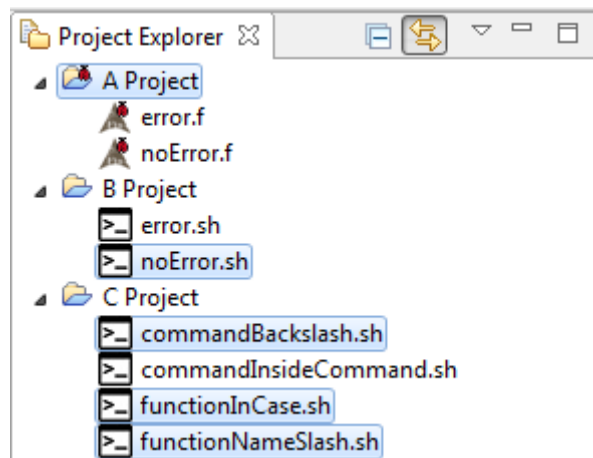 Project Explorer
A Project
error.f
noError.f
B Project
error.sh
noError.sh
C Project
commandBackslash.sh
commandInsideCommand.sh
functionInCase.sh
functionNameSlash.sh